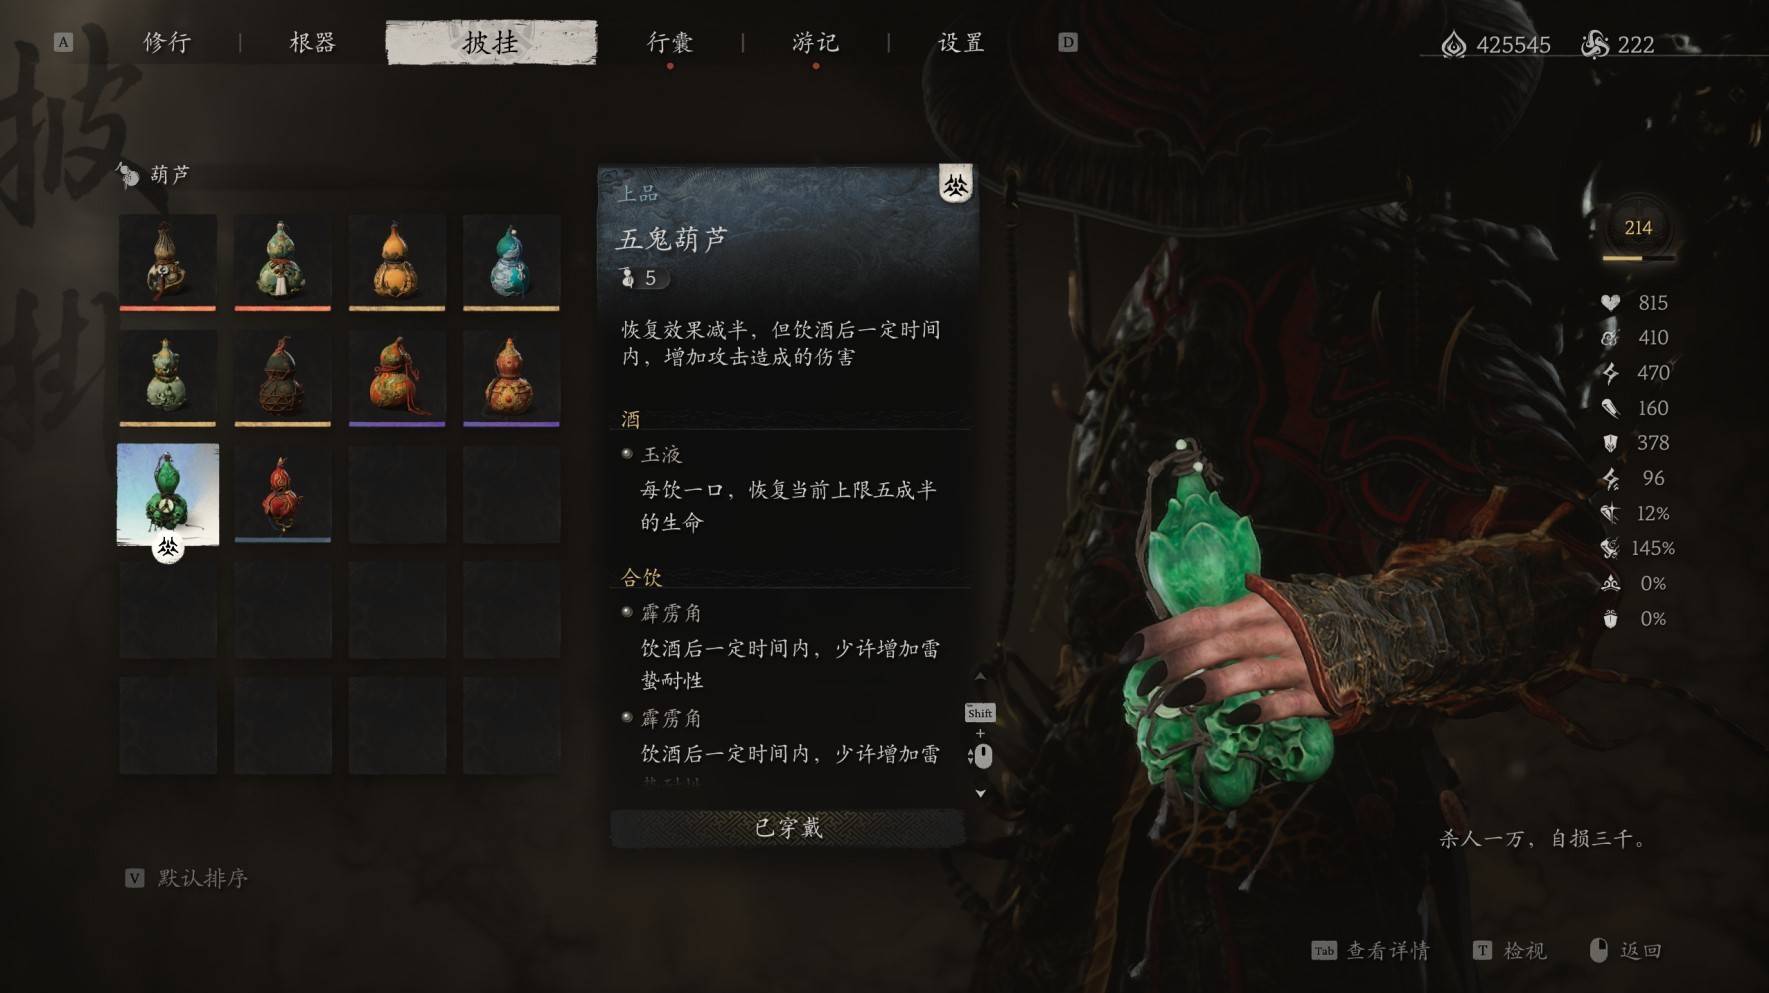 A
修行
根器
披挂
行囊
游记
设置
D
425545
222
披
挂
葫芦
上品
五鬼葫芦
5
恢复效果减半，但饮酒后一定时间
内，增加攻击造成的伤害
酒
玉液
每饮一口，恢复当前上限五成半
的生命
合饮
霹雳角
饮酒后一定时间内，少许增加雷
蛰耐性
霹雳角
饮酒后一定时间内，少许增加雷
Shift
+
已穿戴
214
815
410
470
160
378
96
12%
145%
0%
0%
杀人一万，自损三千。
V
默认排序
Tab
查看详情
T
检视
返回